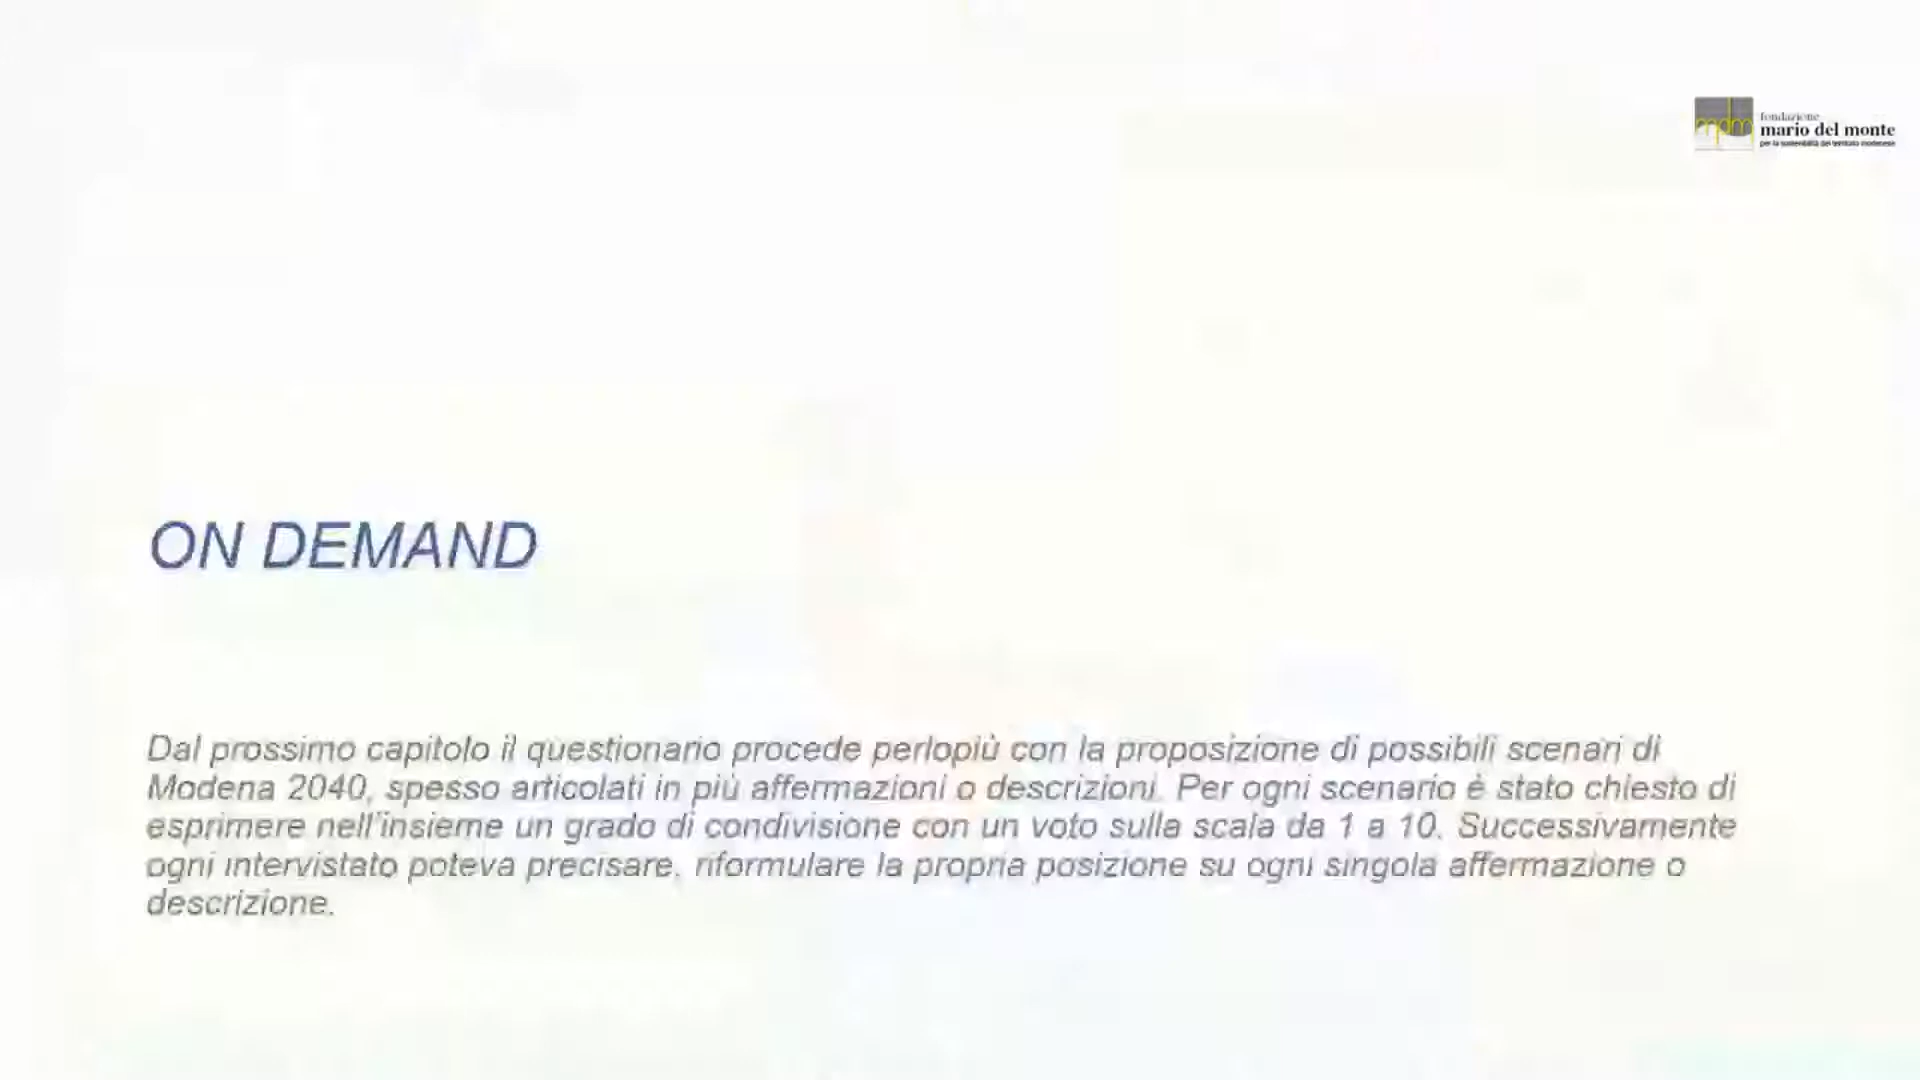 fondazione
mario del monte
per la sostenibilità del territorio modenese
ON DEMAND
Dal prossimo capitolo il questionario procede perlopiù con la proposizione di possibili scenari di
Modena 2040, spesso articolati in più affermazioni o descrizioni. Per ogni scenario è stato chiesto di
esprimere nell'insieme un grado di condivisione con un voto sulla scala da 1 a 10. Successivamente
ogni intervistato poteva precisare, riformulare la propria posizione su ogni singola affermazione o
descrizione.